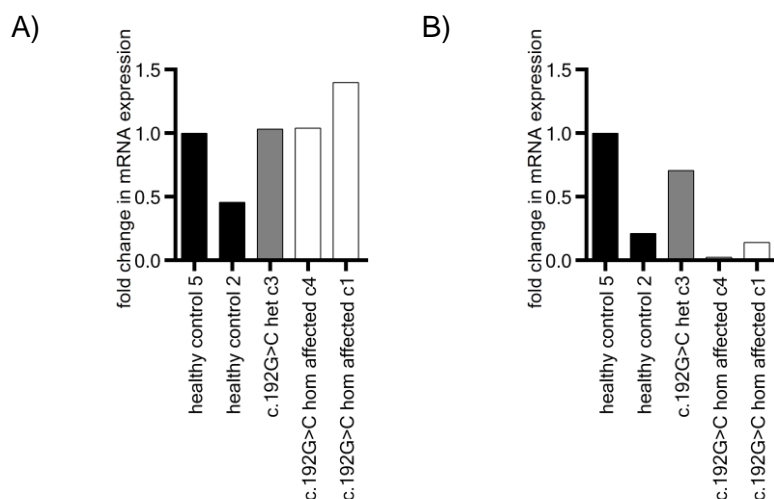 A)
fold change in mRNA expression
1.5
1.0
0.5
0.0
healthy control 5
healthy control 2
c.192G>C het c3
c.192G>C hom affected c4
c.192G>C hom affected c1
B)
fold change in mRNA expression
1.5
1.0
0.5
0.0
healthy control 5
healthy control 2
c.192G>C het c3
c.192G>C hom affected c4
c.192G>C hom affected c1